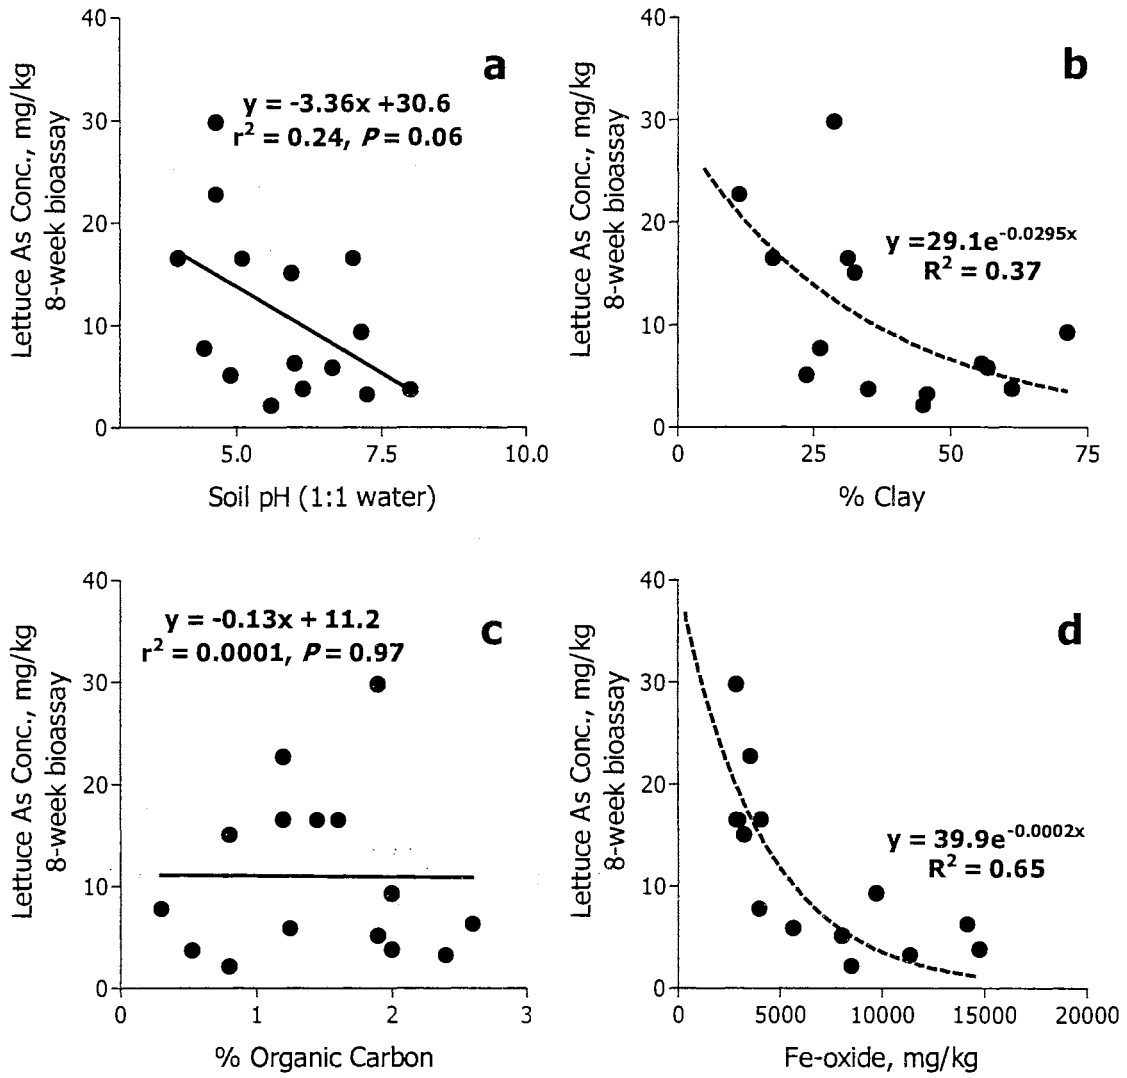 a
y = -3.36x +30.6
r² = 0.24, P = 0.06
Lettuce As Conc., mg/kg
8-week bioassay
40
30
20
10
0
5.0 7.5 10.0
Soil pH (1:1 water)
b
y =29.1e^-0.0295x
R² = 0.37
Lettuce As Conc., mg/kg
8-week bioassay
40
30
20
10
0
0 25 50 75
% Clay
c
y = -0.13x + 11.2
r² = 0.0001, P = 0.97
Lettuce As Conc., mg/kg
8-week bioassay
40
30
20
10
0
0 1 2 3
% Organic Carbon
d
y = 39.9e^-0.0002x
R² = 0.65
Lettuce As Conc., mg/kg
8-week bioassay
40
30
20
10
0
0 5000 10000 15000 20000
Fe-oxide, mg/kg